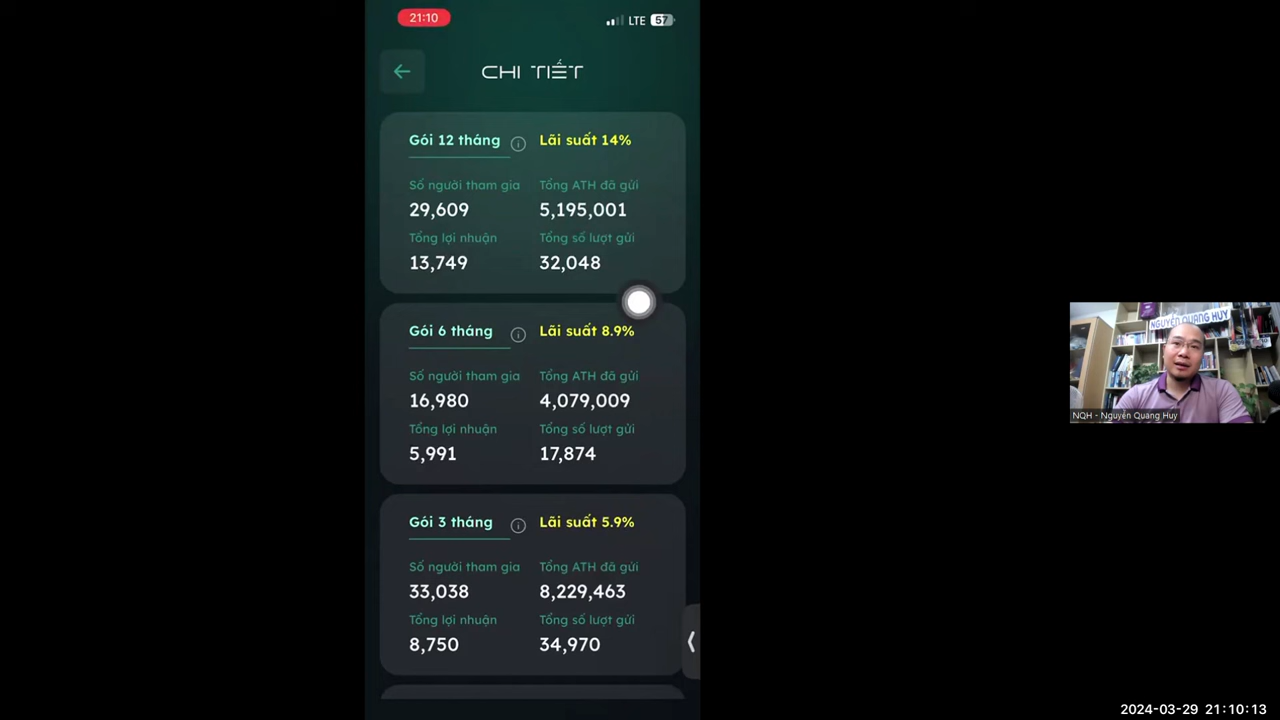 21:10
LTE 57
CHI TIẾT
Gói 12 tháng
Lãi suất 14%
Số người tham gia
Tổng ATH đã gửi
29,609
5,195,001
Tổng lợi nhuận
Tổng số lượt gửi
13,749
32,048
Gói 6 tháng
Lãi suất 8.9%
Số người tham gia
Tổng ATH đã gửi
16,980
4,079,009
Tổng lợi nhuận
Tổng số lượt gửi
5,991
17,874
Gói 3 tháng
Lãi suất 5.9%
Số người tham gia
Tổng ATH đã gửi
33,038
8,229,463
Tổng lợi nhuận
Tổng số lượt gửi
8,750
34,970
NGUYỄN QUANG HUY
NQH - Nguyễn Quang Huy
2024-03-29 21:10:13